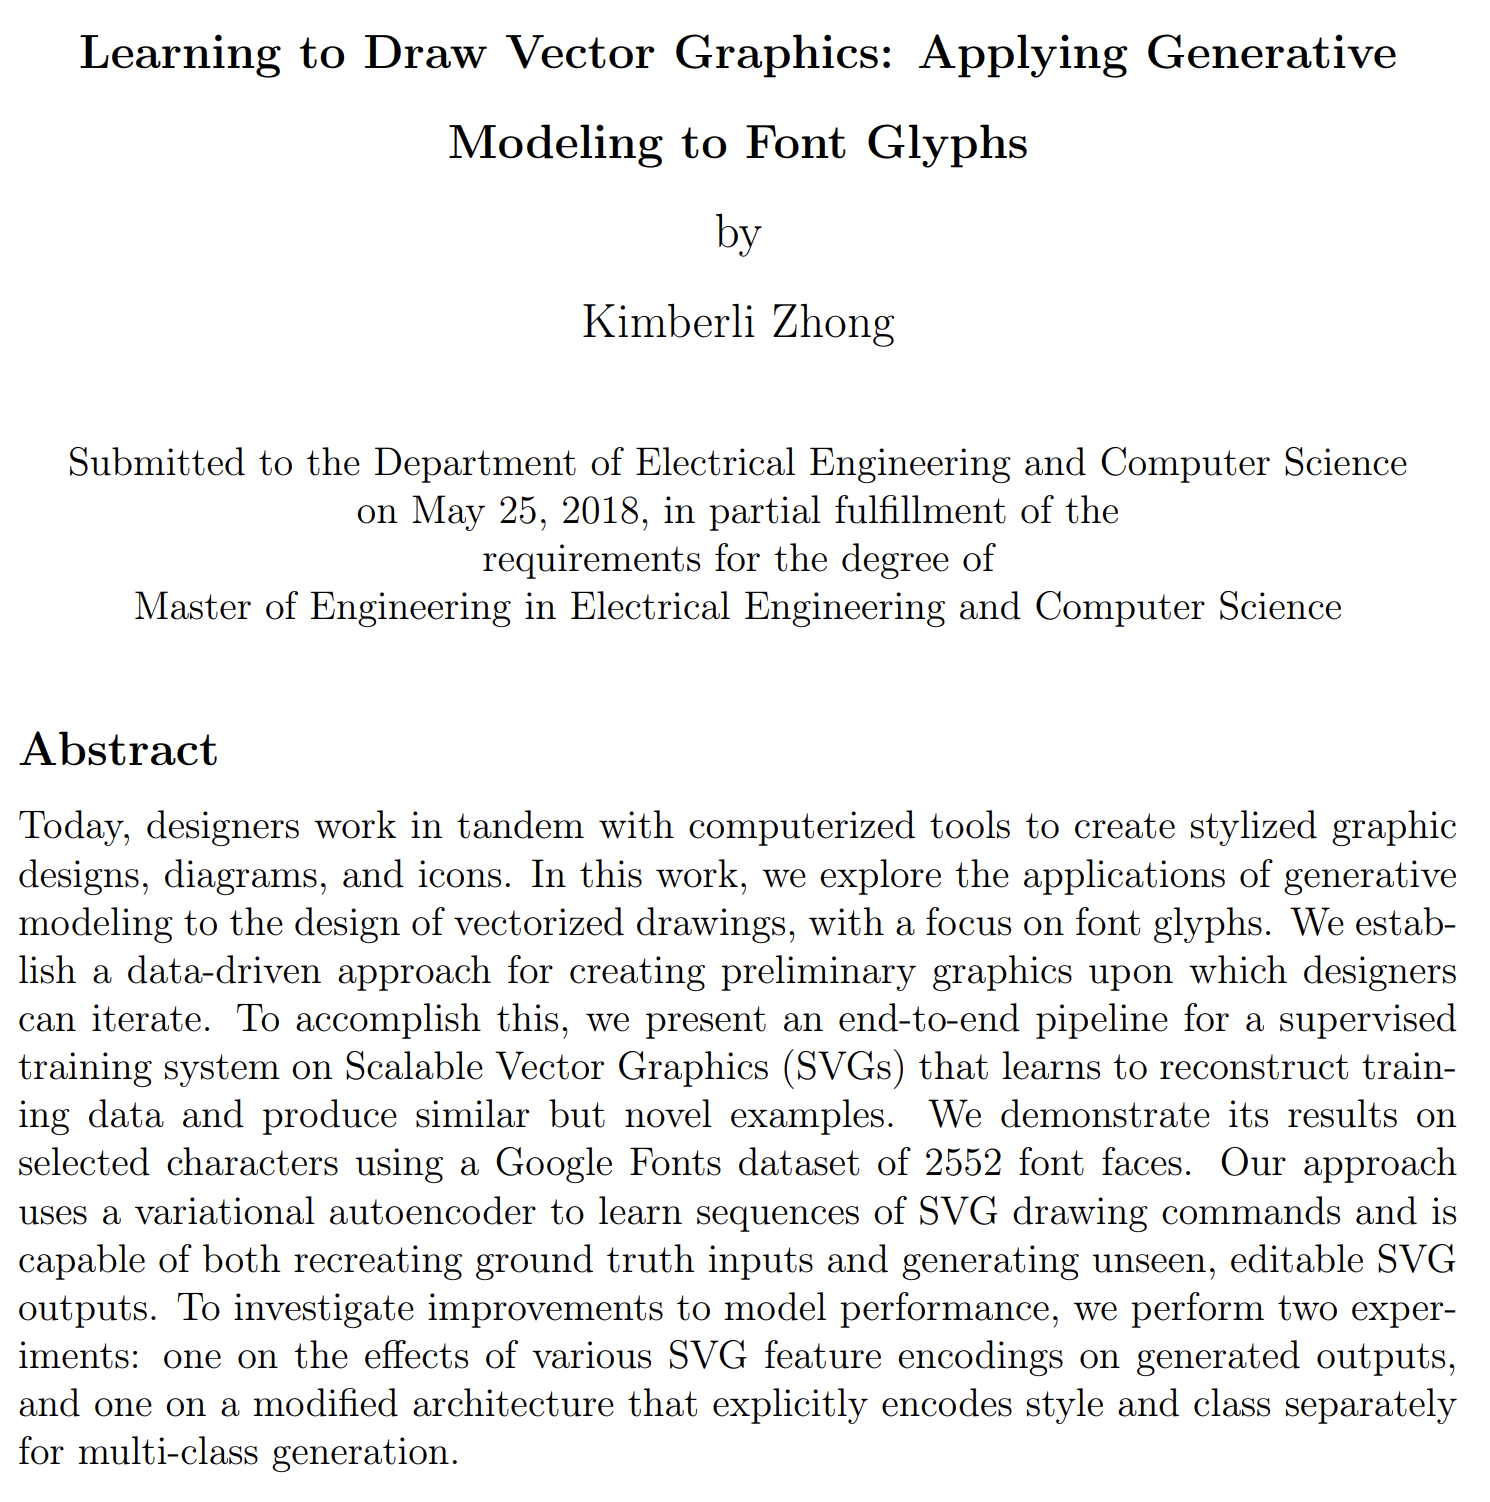 Learning to Draw Vector Graphics: Applying Generative
Modeling to Font Glyphs
by
Kimberli Zhong
Submitted to the Department of Electrical Engineering and Computer Science
on May 25, 2018, in partial fulfillment of the
requirements for the degree of
Master of Engineering in Electrical Engineering and Computer Science
Abstract
Today, designers work in tandem with computerized tools to create stylized graphic
designs, diagrams, and icons. In this work, we explore the applications of generative
modeling to the design of vectorized drawings, with a focus on font glyphs. We estab-
lish a data-driven approach for creating preliminary graphics upon which designers
can iterate. To accomplish this, we present an end-to-end pipeline for a supervised
training system on Scalable Vector Graphics (SVGs) that learns to reconstruct train-
ing data and produce similar but novel examples. We demonstrate its results on
selected characters using a Google Fonts dataset of 2552 font faces. Our approach
uses a variational autoencoder to learn sequences of SVG drawing commands and is
capable of both recreating ground truth inputs and generating unseen, editable SVG
outputs. To investigate improvements to model performance, we perform two exper-
iments: one on the effects of various SVG feature encodings on generated outputs,
and one on a modified architecture that explicitly encodes style and class separately
for multi-class generation.